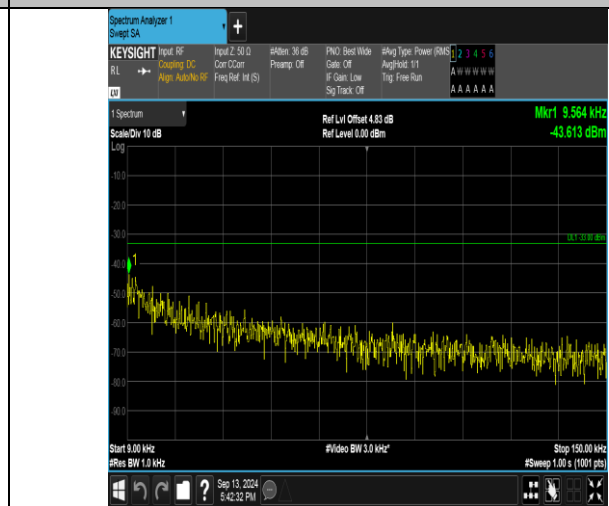 Spectrum Analyzer 1
Swept SA
+
KEYSIGHT Input: RF Input Z: 50 Ω #Atten: 36 dB PNO: Best Wide #Avg Type: Power (RMS 1 2 3 4 5 6
RL Coupling: DC Corr CCorr Preamp: Off Gate: Off Avg|Hold: 1/1 A W W W W W
Align: Auto/No RF Freq Ref: Int (S) IF Gain: Low Trig: Free Run
Sig Track: Off A A A A A A
LXI
1 Spectrum Ref Lvl Offset 4.83 dB Mkr1 9.564 kHz
Scale/Div 10 dB Ref Level 0.00 dBm -43.613 dBm
Log
-10.0
-20.0
-30.0
DL1 -33.00 dBm
-40.0
1
-50.0
-60.0
-70.0
-80.0
-90.0
Start 9.00 kHz #Video BW 3.0 kHz* Stop 150.00 kHz
#Res BW 1.0 kHz #Sweep 1.00 s (1001 pts)
? Sep 13, 2024
5:42:32 PM